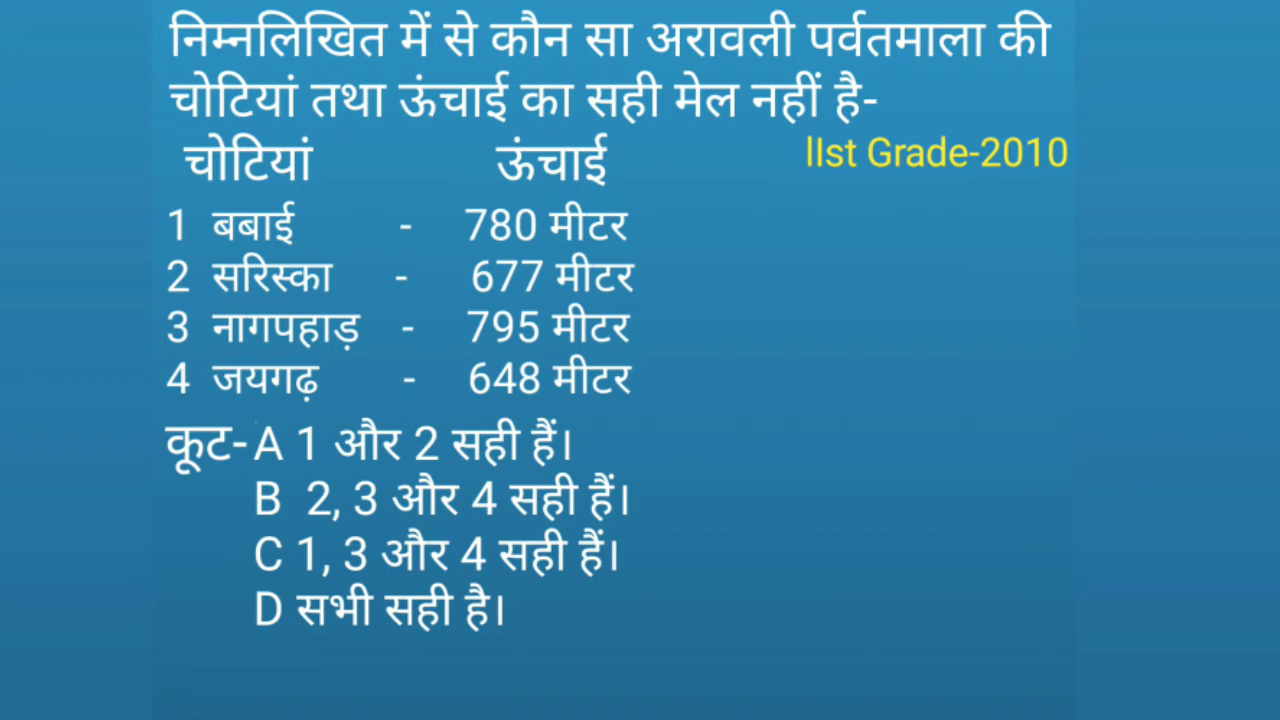 निम्नलिखित में से कौन सा अरावली पर्वतमाला की
चोटियां तथा ऊंचाई का सही मेल नहीं है-
चोटियां ऊंचाई llst Grade-2010
1 बबाई - 780 मीटर
2 सरिस्का - 677 मीटर
3 नागपहाड़ - 795 मीटर
4 जयगढ़ - 648 मीटर
कूट- A 1 और 2 सही हैं।
B 2, 3 और 4 सही हैं।
C 1, 3 और 4 सही हैं।
D सभी सही है।